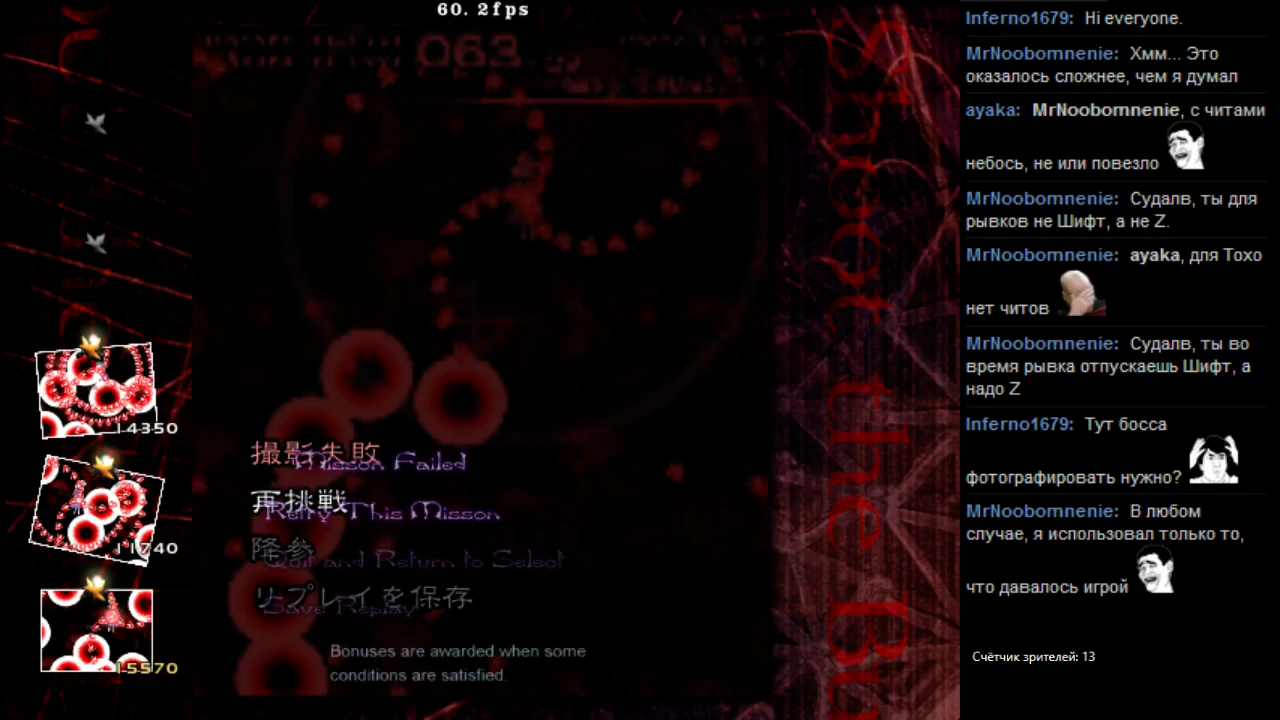 60. 2fps
063
Shoot the Bu
14350
11740
15570
撮影失敗
Misson Failed
再挑戦
Retry This Misson
降参
Quit and Return to Select
リプレイを保存
Save Replay
Bonuses are awarded when some
conditions are satisfied.
Inferno1679: Hi everyone.
MrNoobomnenie: Хмм... Это
оказалось сложнее, чем я думал
ayaka: MrNoobomnenie, с читами
небось, не или повезло
MrNoobomnenie: Судалв, ты для
рывков не Шифт, а не Z.
MrNoobomnenie: ayaka, для Тохо
нет читов
MrNoobomnenie: Судалв, ты во
время рывка отпускаешь Шифт, а
надо Z
Inferno1679: Тут босса
фотографировать нужно?
MrNoobomnenie: В любом
случае, я использовал только то,
что давалось игрой
Счётчик зрителей: 13